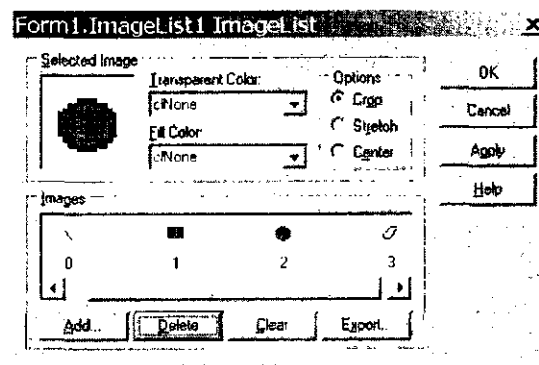 Form1.ImageList1 ImageList
Selected Image
Transparent Color:
clNone
Fill Color:
clNone
Options
Crop
Stretch
Center
OK
Cancel
Apply
Help
Images
0 1 2 3
Add... Delete Clear Export..